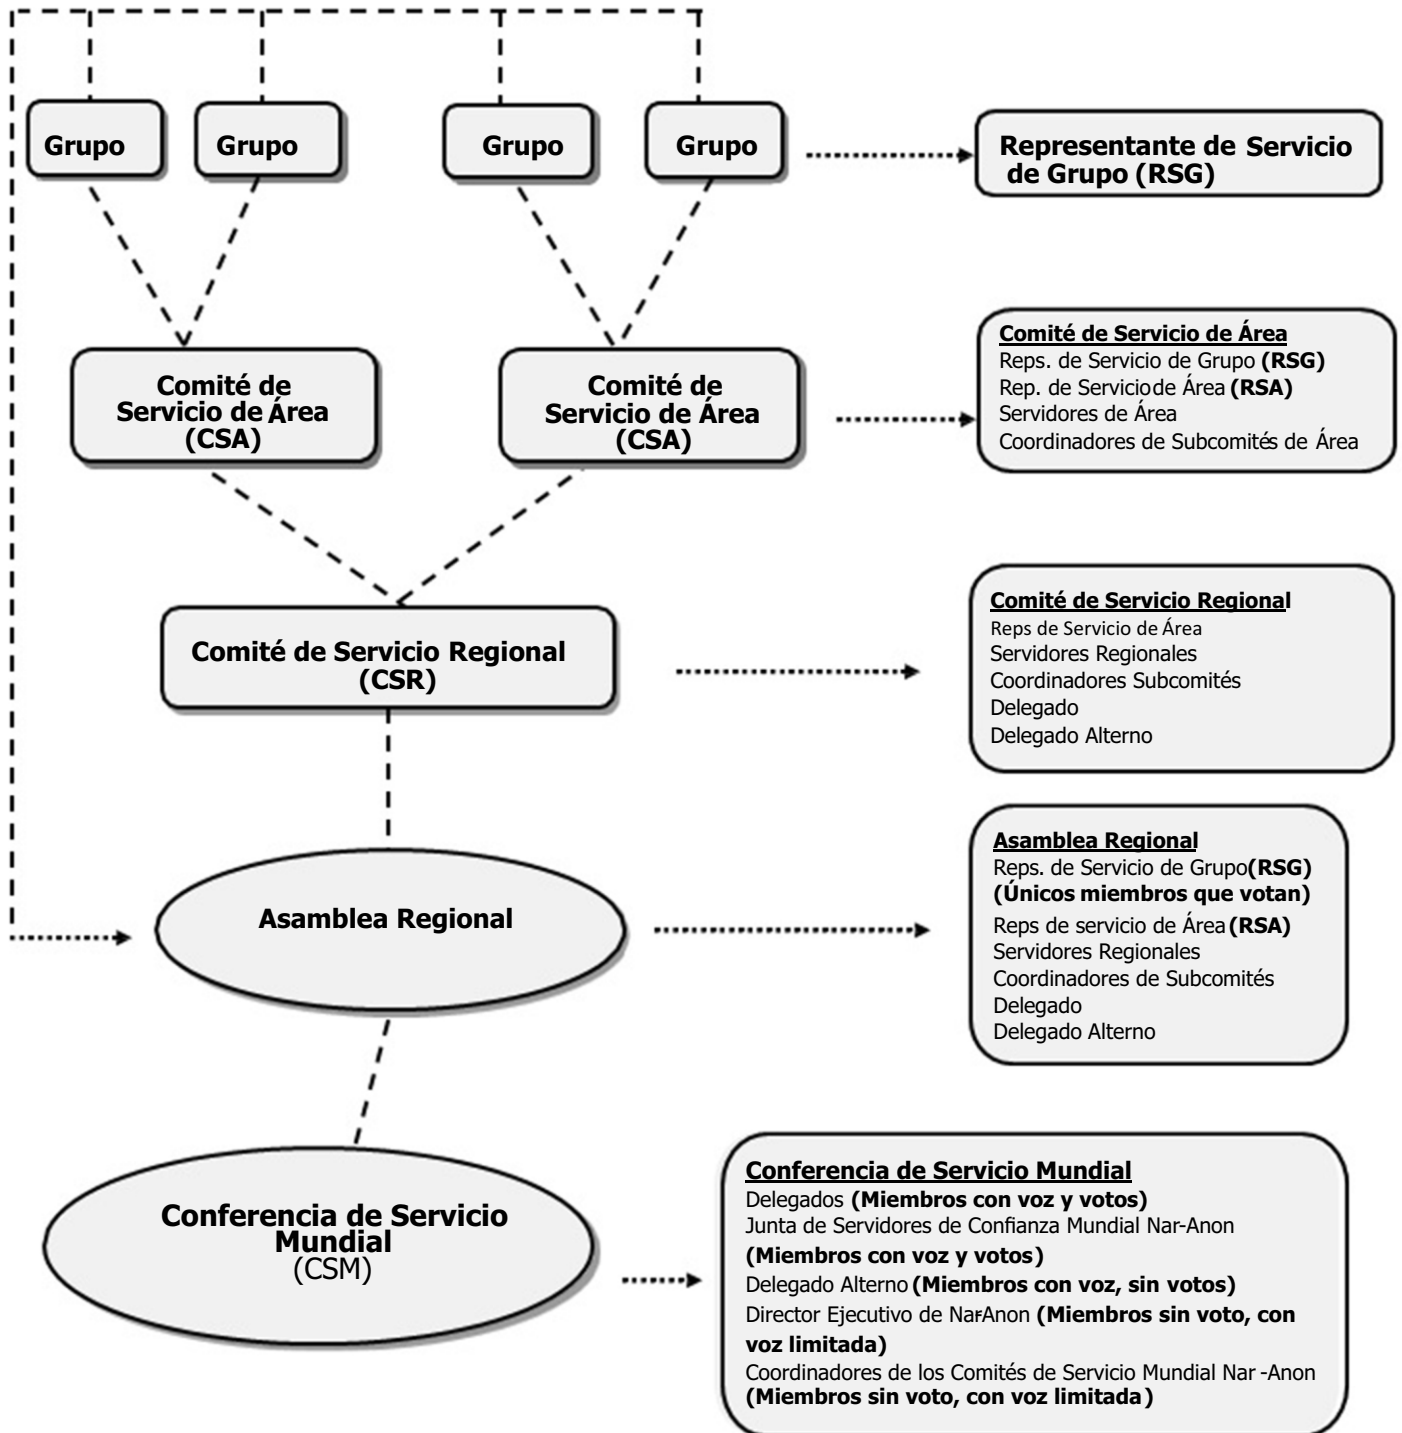 Grupo
Grupo
Grupo
Grupo
Representante de Servicio
de Grupo (RSG)
Comité de
Servicio de Área
(CSA)
Comité de
Servicio de Área
(CSA)
Comité de Servicio de Área
Reps. de Servicio de Grupo (RSG)
Rep. de Servicio de Área (RSA)
Servidores de Área
Coordinadores de Subcomités de Área
Comité de Servicio Regional
(CSR)
Comité de Servicio Regional
Reps de Servicio de Área
Servidores Regionales
Coordinadores Subcomités
Delegado
Delegado Alterno
Asamblea Regional
Asamblea Regional
Reps. de Servicio de Grupo(RSG)
(Únicos miembros que votan)
Reps de servicio de Área (RSA)
Servidores Regionales
Coordinadores de Subcomités
Delegado
Delegado Alterno
Conferencia de Servicio
Mundial
(CSM)
Conferencia de Servicio Mundial
Delegados (Miembros con voz y votos)
Junta de Servidores de Confianza Mundial Nar-Anon
(Miembros con voz y votos)
Delegado Alterno (Miembros con voz, sin votos)
Director Ejecutivo de Nar-Anon (Miembros sin voto, con
voz limitada)
Coordinadores de los Comités de Servicio Mundial Nar -Anon
(Miembros sin voto, con voz limitada)